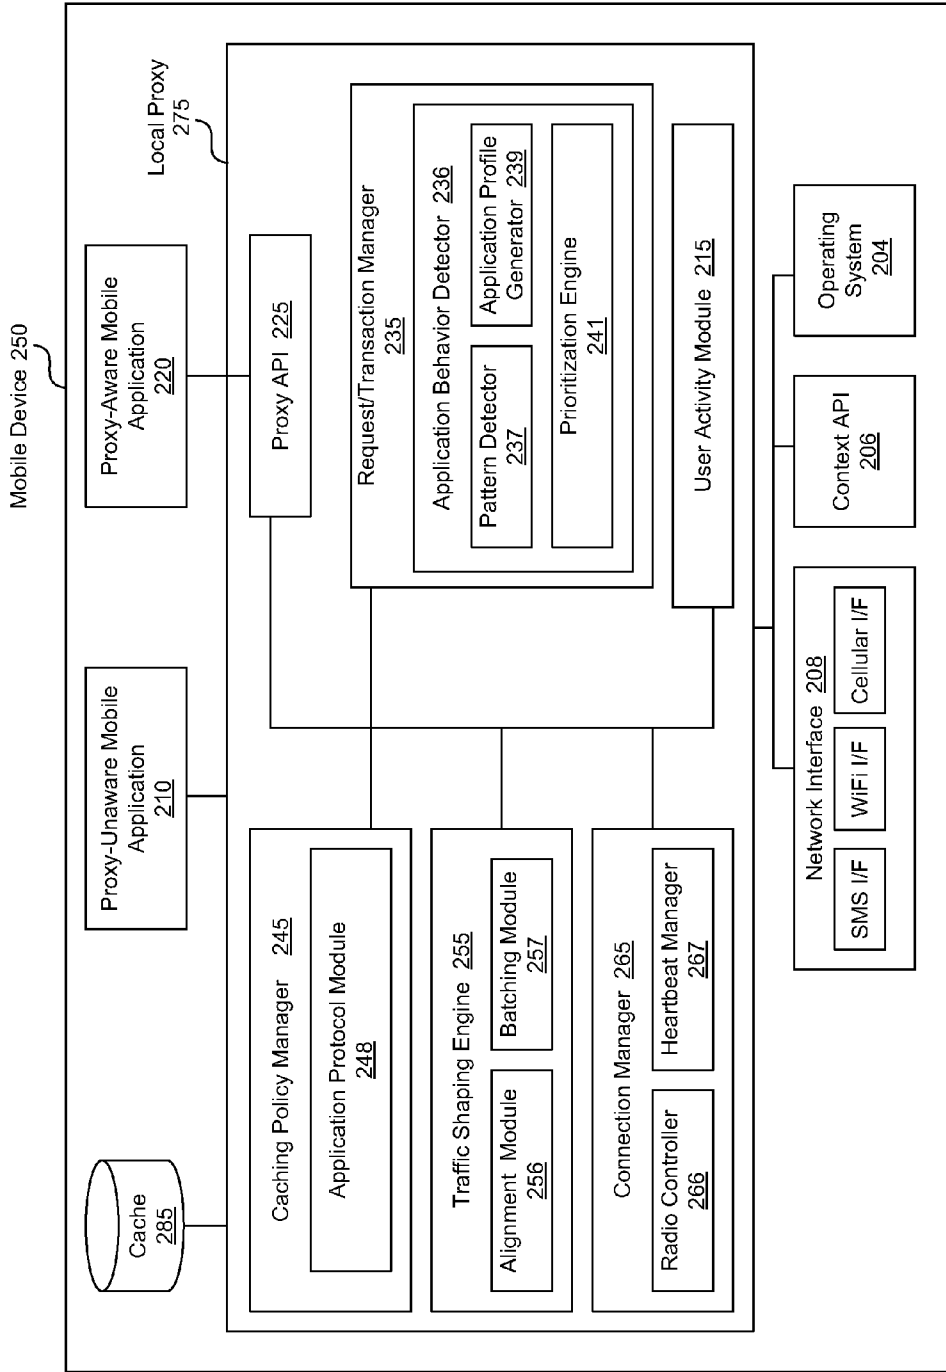 Mobile Device 250
Local Proxy
275
Cache
285
Proxy-Unaware Mobile
Application
210
Proxy-Aware Mobile
Application
220
Caching Policy Manager 245
Application Protocol Module
248
Proxy API 225
Traffic Shaping Engine 255
Alignment Module
256
Batching Module
257
Request/Transaction Manager
235
Application Behavior Detector 236
Pattern Detector
237
Application Profile
Generator 239
Prioritization Engine
241
Connection Manager 265
Radio Controller
266
Heartbeat Manager
267
User Activity Module 215
Network Interface 208
SMS I/F
WiFi I/F
Cellular I/F
Context API
206
Operating
System
204